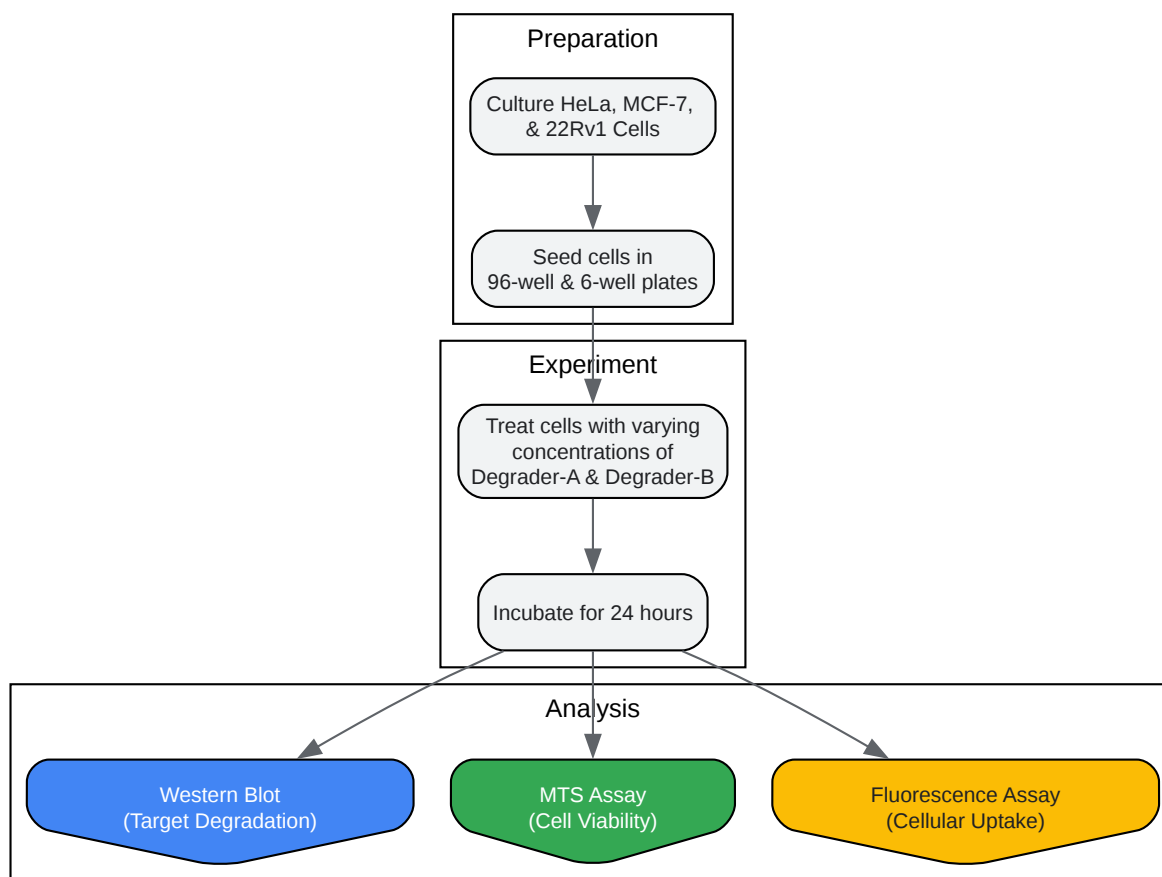 Preparation
Culture HeLa, MCF-7,
& 22Rv1 Cells
Seed cells in
96-well & 6-well plates
Experiment
Treat cells with varying
concentrations of
Degrader-A & Degrader-B
Incubate for 24 hours
Analysis
Western Blot
(Target Degradation)
MTS Assay
(Cell Viability)
Fluorescence Assay
(Cellular Uptake)